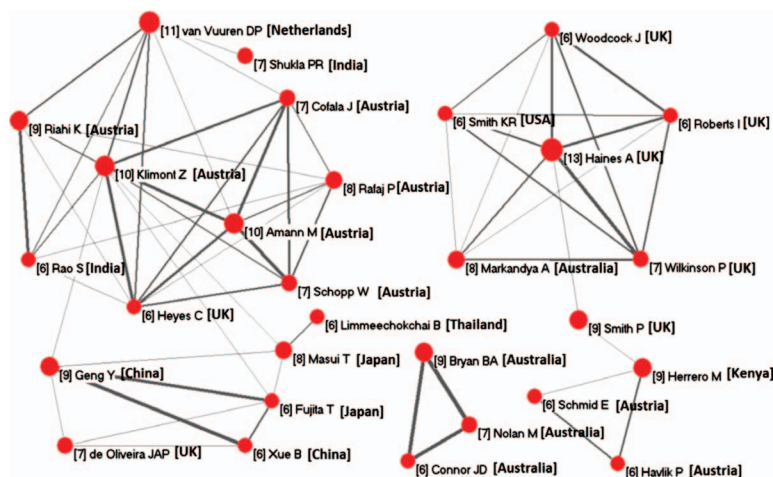 [11] van Vuuren DP [Netherlands]
[6] Woodcock J [UK]
[7] Shukla PR [India]
[7] Cofala J [Austria]
[9] Riahi K [Austria]
[6] Smith KR [USA]
[6] Roberts I [UK]
[13] Haines A [UK]
[10] Klimont Z [Austria]
[8] Rafaj P [Austria]
[10] Amann M [Austria]
[6] Rao S [India]
[8] Markandya A [Australia]
[7] Wilkinson P [UK]
[7] Schopp W [Austria]
[6] Heyes C [UK]
[6] Limmeechokchai B [Thailand]
[9] Smith P [UK]
[8] Masui T [Japan]
[9] Bryan BA [Australia]
[9] Geng Y [China]
[9] Herrero M [Kenya]
[6] Fujita T [Japan]
[6] Schmid E [Austria]
[7] Nolan M [Australia]
[7] de Oliveira JAP [UK]
[6] Xue B [China]
[6] Connor JD [Australia]
[6] Havlik P [Austria]